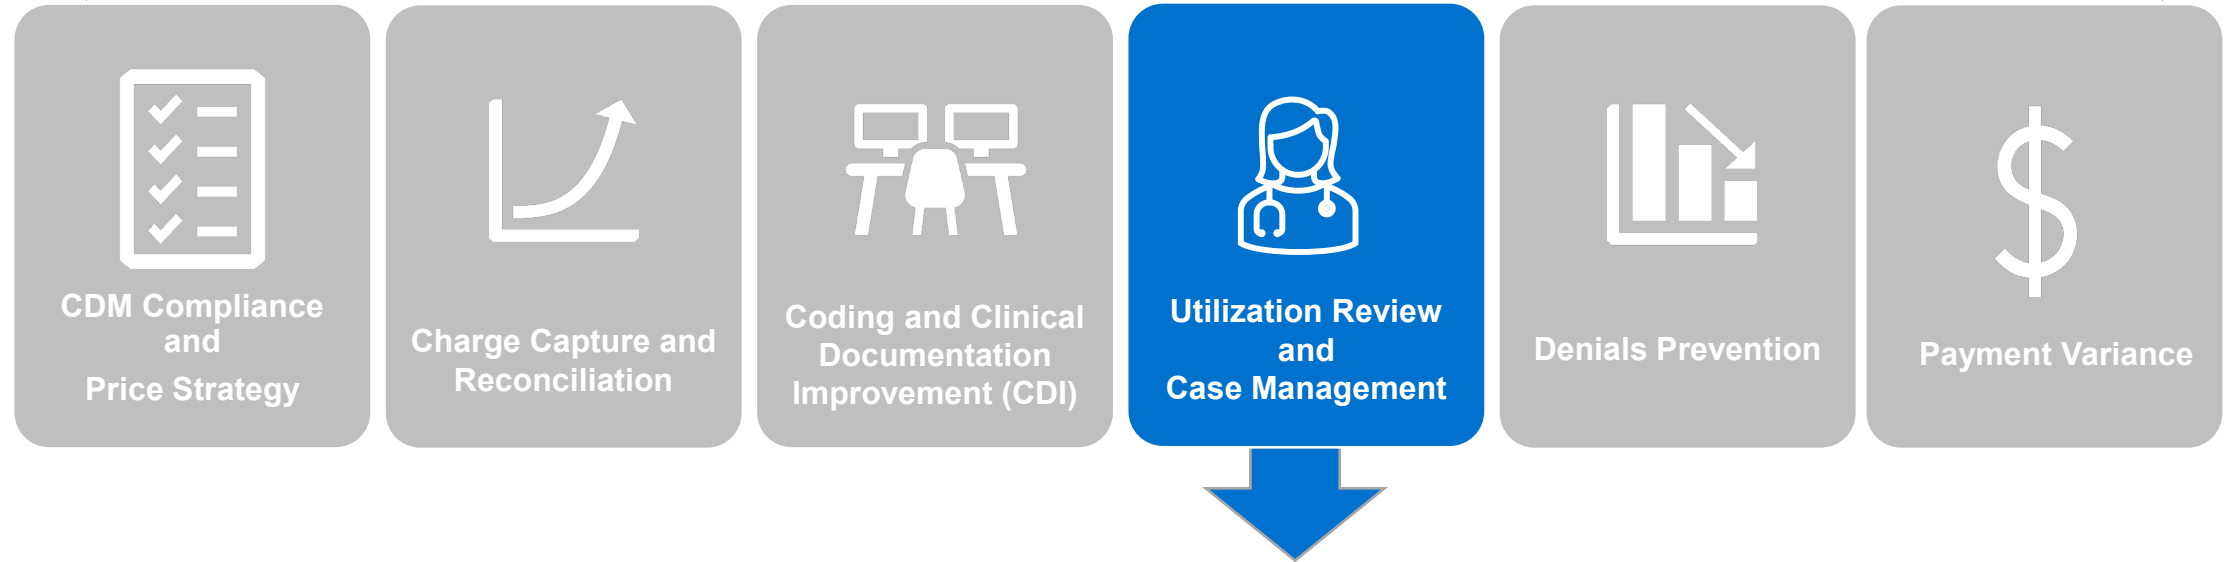 CDM Compliance
and
Price Strategy
Charge Capture and
Reconciliation
Coding and Clinical
Documentation
Improvement (CDI)
Utilization Review
and
Case Management
Denials Prevention
Payment Variance